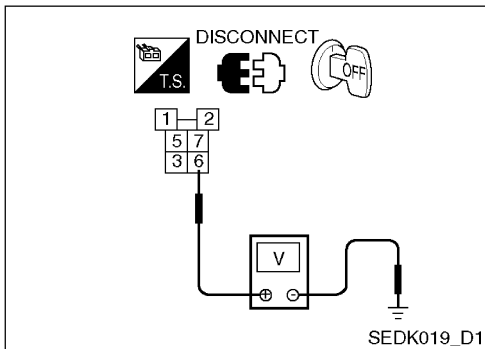 DISCONNECT
T.S.
OFF
1 2
5 7
3 6
V
+ -
SEDK019_D1